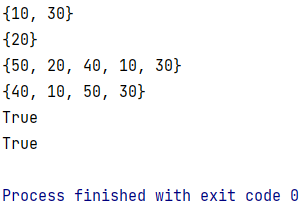 {10, 30}
{20}
{50, 20, 40, 10, 30}
{40, 10, 50, 30}
True
True
Process finished with exit code 0